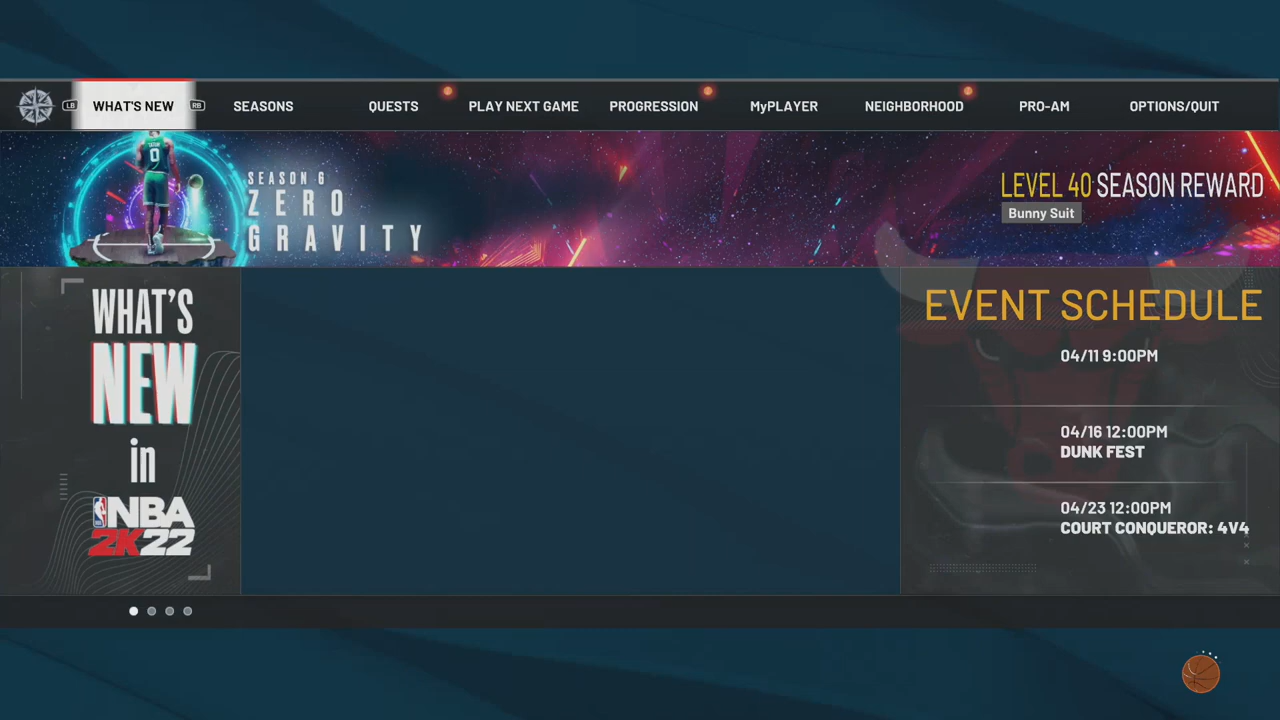 LB
WHAT'S NEW
RB
SEASONS
QUESTS
PLAY NEXT GAME
PROGRESSION
MyPLAYER
NEIGHBORHOOD
PRO-AM
OPTIONS/QUIT
TATUM
0
SEASON 6
ZERO
GRAVITY
LEVEL 40 SEASON REWARD
Bunny Suit
WHAT'S
NEW
in
NBA
2K22
EVENT SCHEDULE
04/11 9:00PM
04/16 12:00PM
DUNK FEST
04/23 12:00PM
COURT CONQUEROR: 4V4